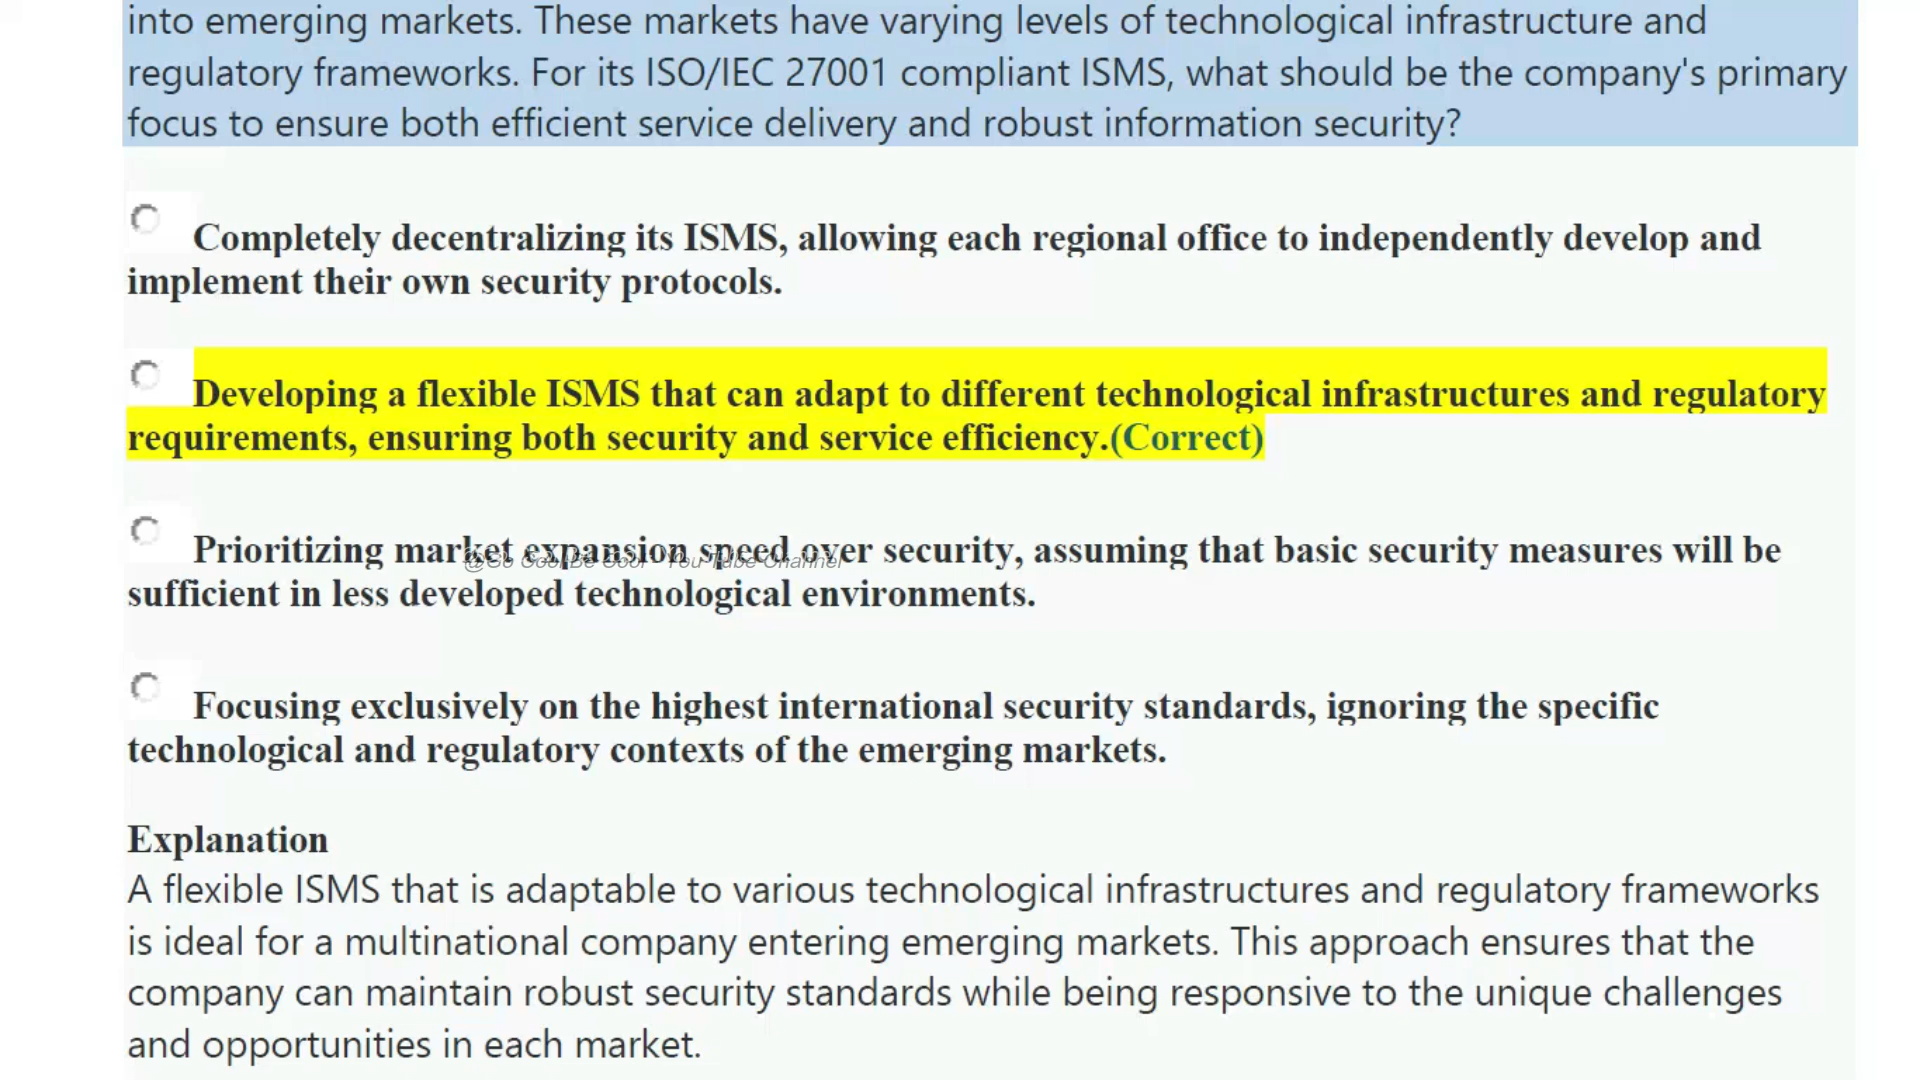 into emerging markets. These markets have varying levels of technological infrastructure and
regulatory frameworks. For its ISO/IEC 27001 compliant ISMS, what should be the company's primary
focus to ensure both efficient service delivery and robust information security?
Completely decentralizing its ISMS, allowing each regional office to independently develop and
implement their own security protocols.
Developing a flexible ISMS that can adapt to different technological infrastructures and regulatory
requirements, ensuring both security and service efficiency.(Correct)
Prioritizing market expansion speed over security, assuming that basic security measures will be
@Go Cool Be Cool - You Tube Channel
sufficient in less developed technological environments.
Focusing exclusively on the highest international security standards, ignoring the specific
technological and regulatory contexts of the emerging markets.
Explanation
A flexible ISMS that is adaptable to various technological infrastructures and regulatory frameworks
is ideal for a multinational company entering emerging markets. This approach ensures that the
company can maintain robust security standards while being responsive to the unique challenges
and opportunities in each market.